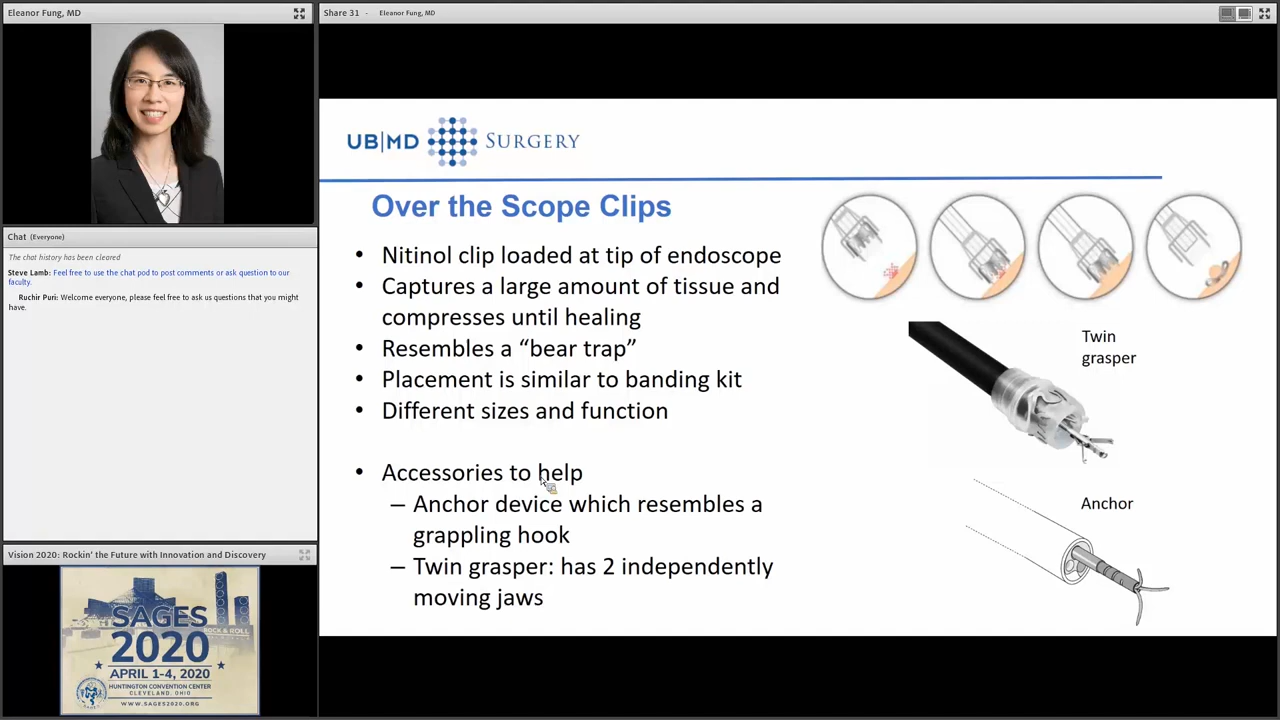 Eleanor Fung, MD
Share 31 - Eleanor Fung, MD
Chat (Everyone)
The chat history has been cleared
Steve Lamb: Feel free to use the chat pod to post comments or ask question to our
faculty.
Ruchir Puri: Welcome everyone, please feel free to ask us questions that you might
have.
Vision 2020: Rockin' the Future with Innovation and Discovery
SAGES
ROCK & ROLL
2020
APRIL 1-4, 2020
HUNTINGTON CONVENTION CENTER
CLEVELAND, OHIO
WWW.SAGES2020.ORG
UB|MD SURGERY
Over the Scope Clips
• Nitinol clip loaded at tip of endoscope
• Captures a large amount of tissue and
compresses until healing
• Resembles a “bear trap”
• Placement is similar to banding kit
• Different sizes and function
• Accessories to help
– Anchor device which resembles a
grappling hook
– Twin grasper: has 2 independently
moving jaws
Twin
grasper
Anchor